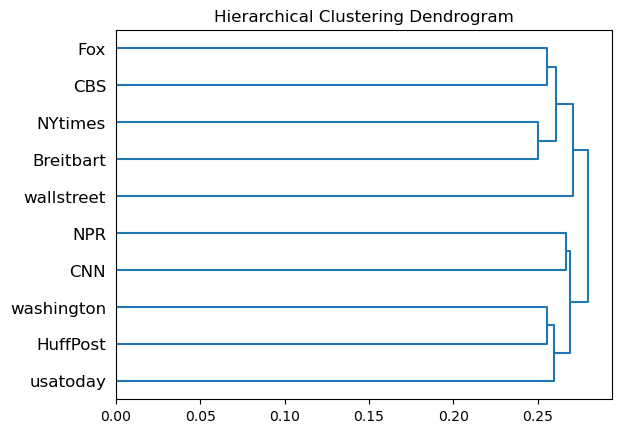 Hierarchical Clustering Dendrogram
Fox
CBS
NYtimes
Breitbart
wallstreet
NPR
CNN
washington
HuffPost
usatoday
0.00 0.05 0.10 0.15 0.20 0.25